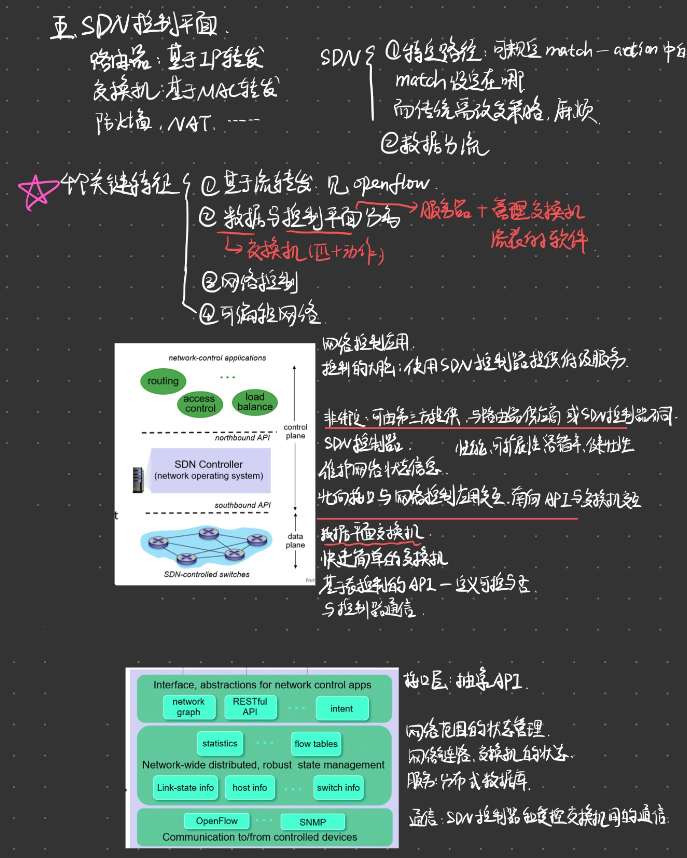 五. SDN控制平面.
路由器:基于IP转发
交换机:基于MAC转发
防火墙, NAT. ……
SDN
①指定路径:可规定match-action中的
match设定在哪
而传统需改变策略,麻烦
②数据分流
4个关键特征
①基于流转发.见openflow.
②数据与控制平面分离
→服务器+管理交换机
流表的软件
↳交换机(匹+动作)
③网络控制
④可编程网络
network-control applications
routing
...
access
control
load
balance
northbound API
SDN Controller
(network operating system)
southbound API
SDN-controlled switches
control
plane
data
plane
t
Net
网络控制应用.
控制的大脑:使用SDN控制器提供的低级服务.
非绑定:可由第三方提供,与路由器供应商或SDN控制器不同.
SDN控制器. 性能,可扩展性,容错率,健壮性
维护网络状态信息.
北向接口与网络控制应用交互,南向API与交换机交互
数据平面交换机
快速简单的交换机
基于表控制的API-定义可控与否
与控制器通信.
Interface, abstractions for network control apps
network
graph
RESTful
API
...
intent
statistics
...
flow tables
Network-wide distributed, robust state management
Link-state info
host info
...
switch info
OpenFlow
...
SNMP
Communication to/from controlled devices
接口层:抽象API.
网络范围的状态管理.
网络链路,交换机的状态.
服务:分布式数据库.
通信:SDN控制器和受控交换机间的通信.